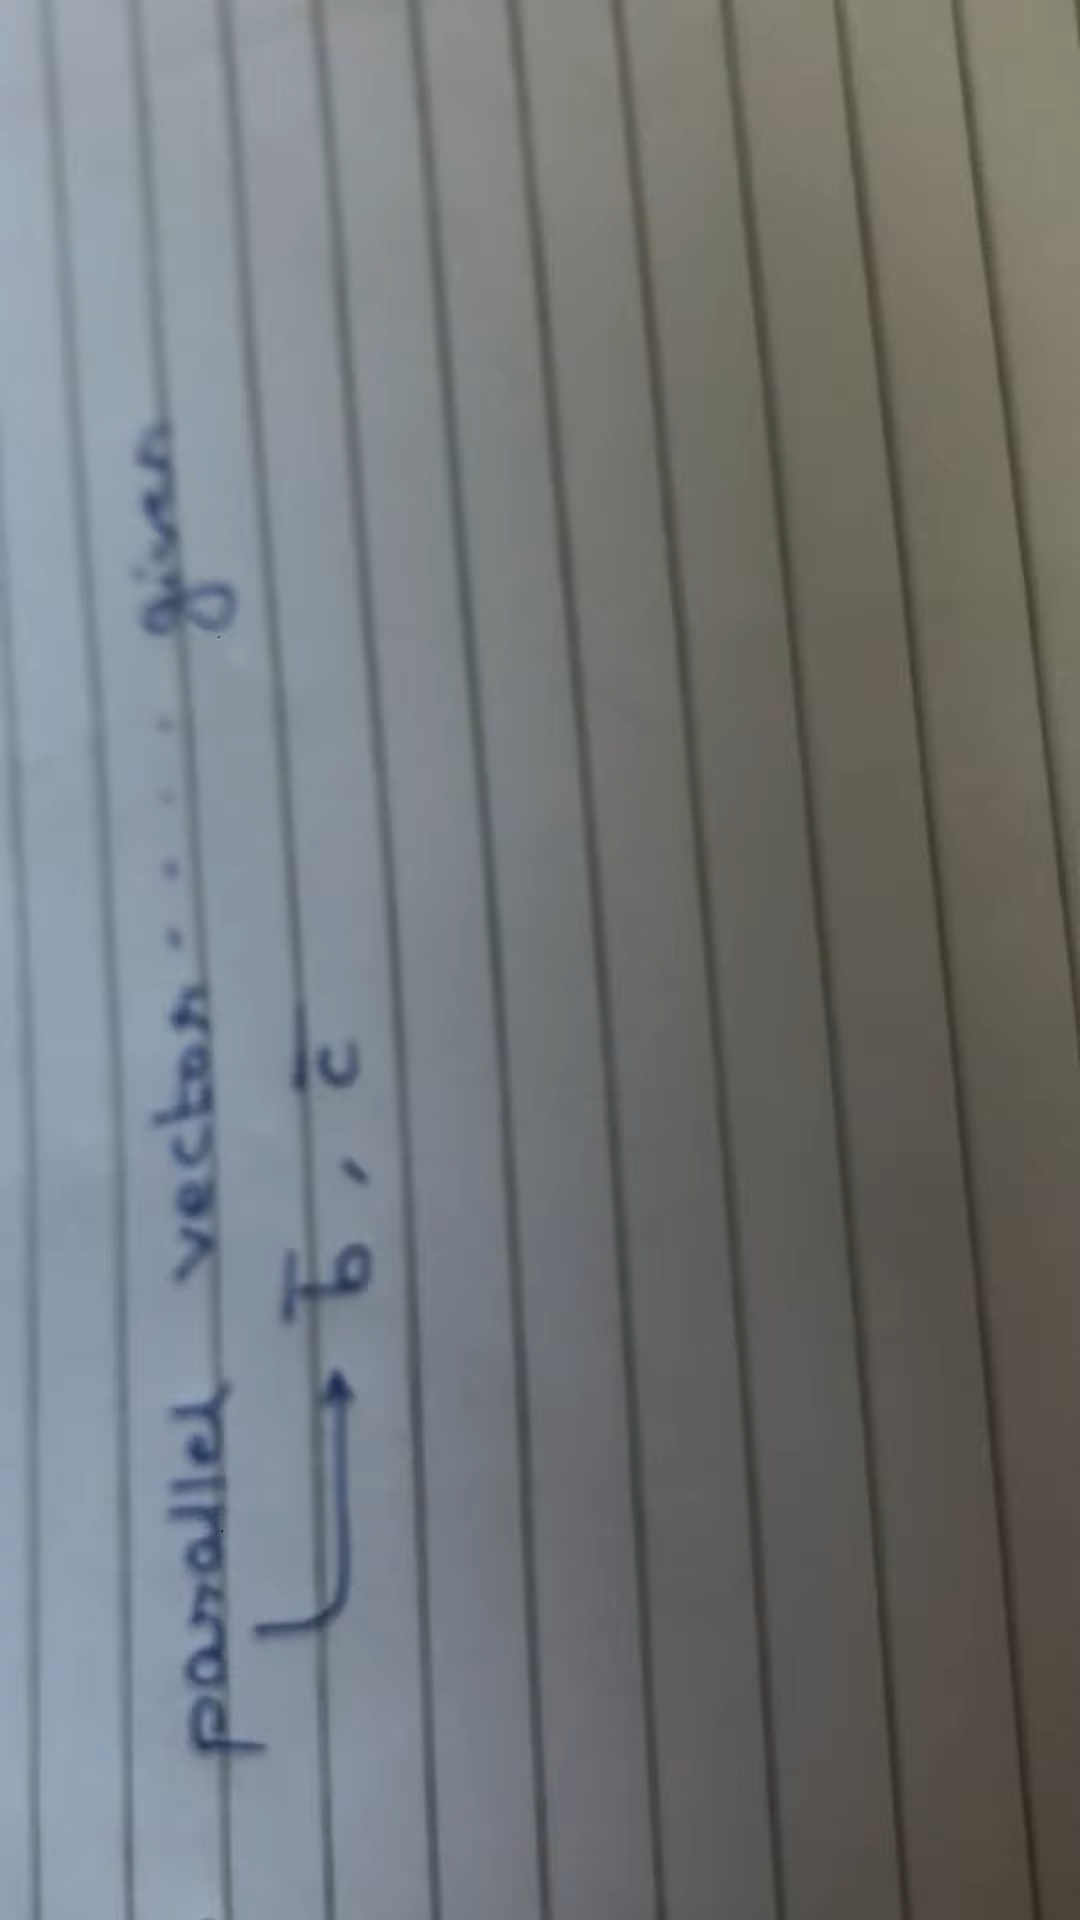 parallel vector .... given
↳ b̅ , c̅